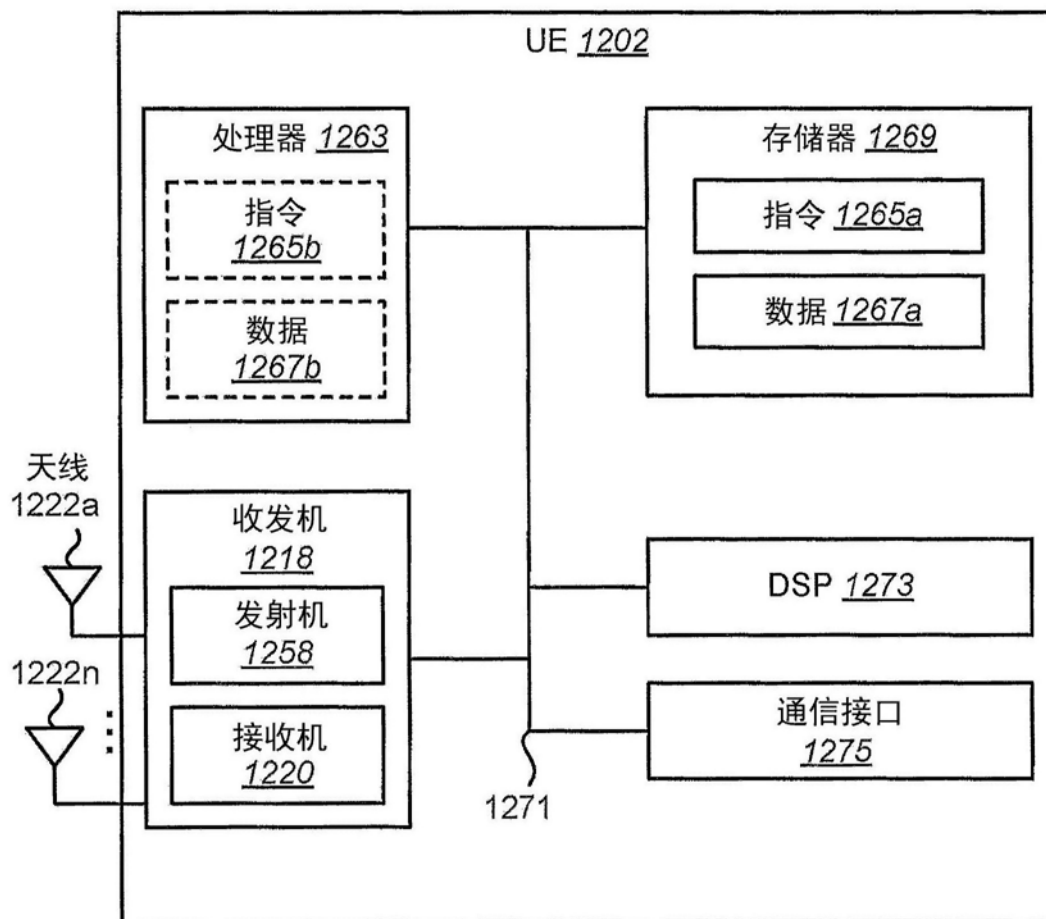 UE 1202
处理器 1263
指令
1265b
数据
1267b
存储器 1269
指令 1265a
数据 1267a
天线
1222a
1222n
收发机
1218
发射机
1258
接收机
1220
DSP 1273
通信接口
1275
1271